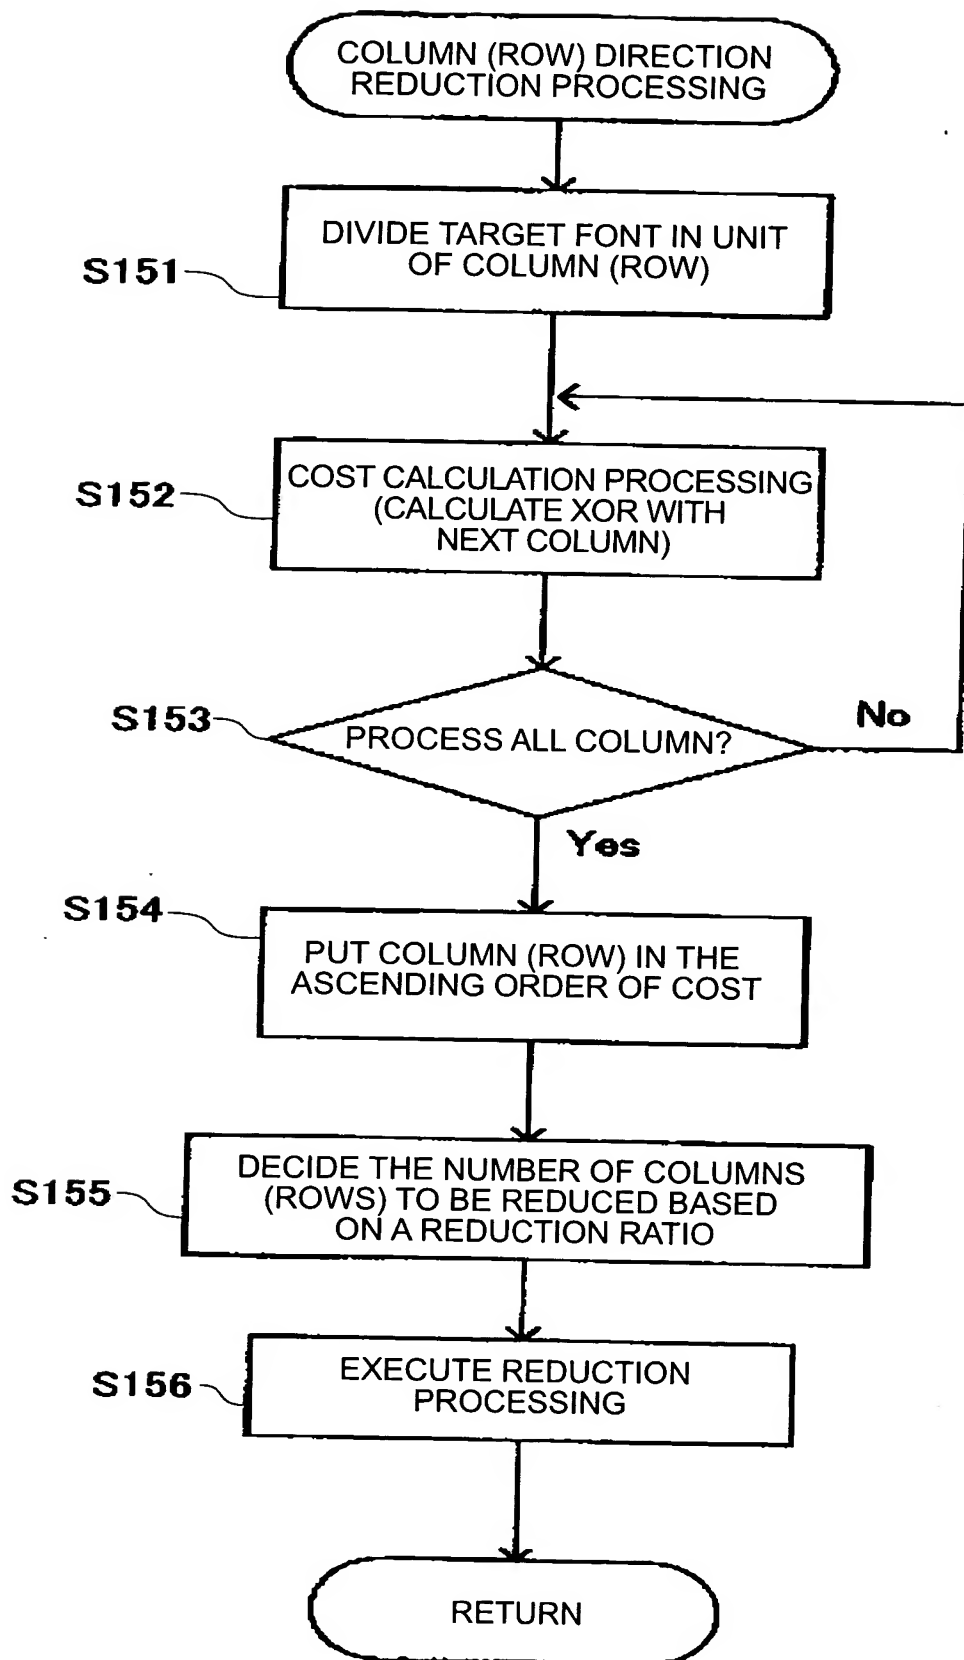 COLUMN (ROW) DIRECTION
REDUCTION PROCESSING
DIVIDE TARGET FONT IN UNIT
OF COLUMN (ROW)
S151
COST CALCULATION PROCESSING
(CALCULATE XOR WITH
NEXT COLUMN)
S152
S153
PROCESS ALL COLUMN?
No
Yes
S154
PUT COLUMN (ROW) IN THE
ASCENDING ORDER OF COST
DECIDE THE NUMBER OF COLUMNS
(ROWS) TO BE REDUCED BASED
ON A REDUCTION RATIO
S155
EXECUTE REDUCTION
PROCESSING
S156
RETURN